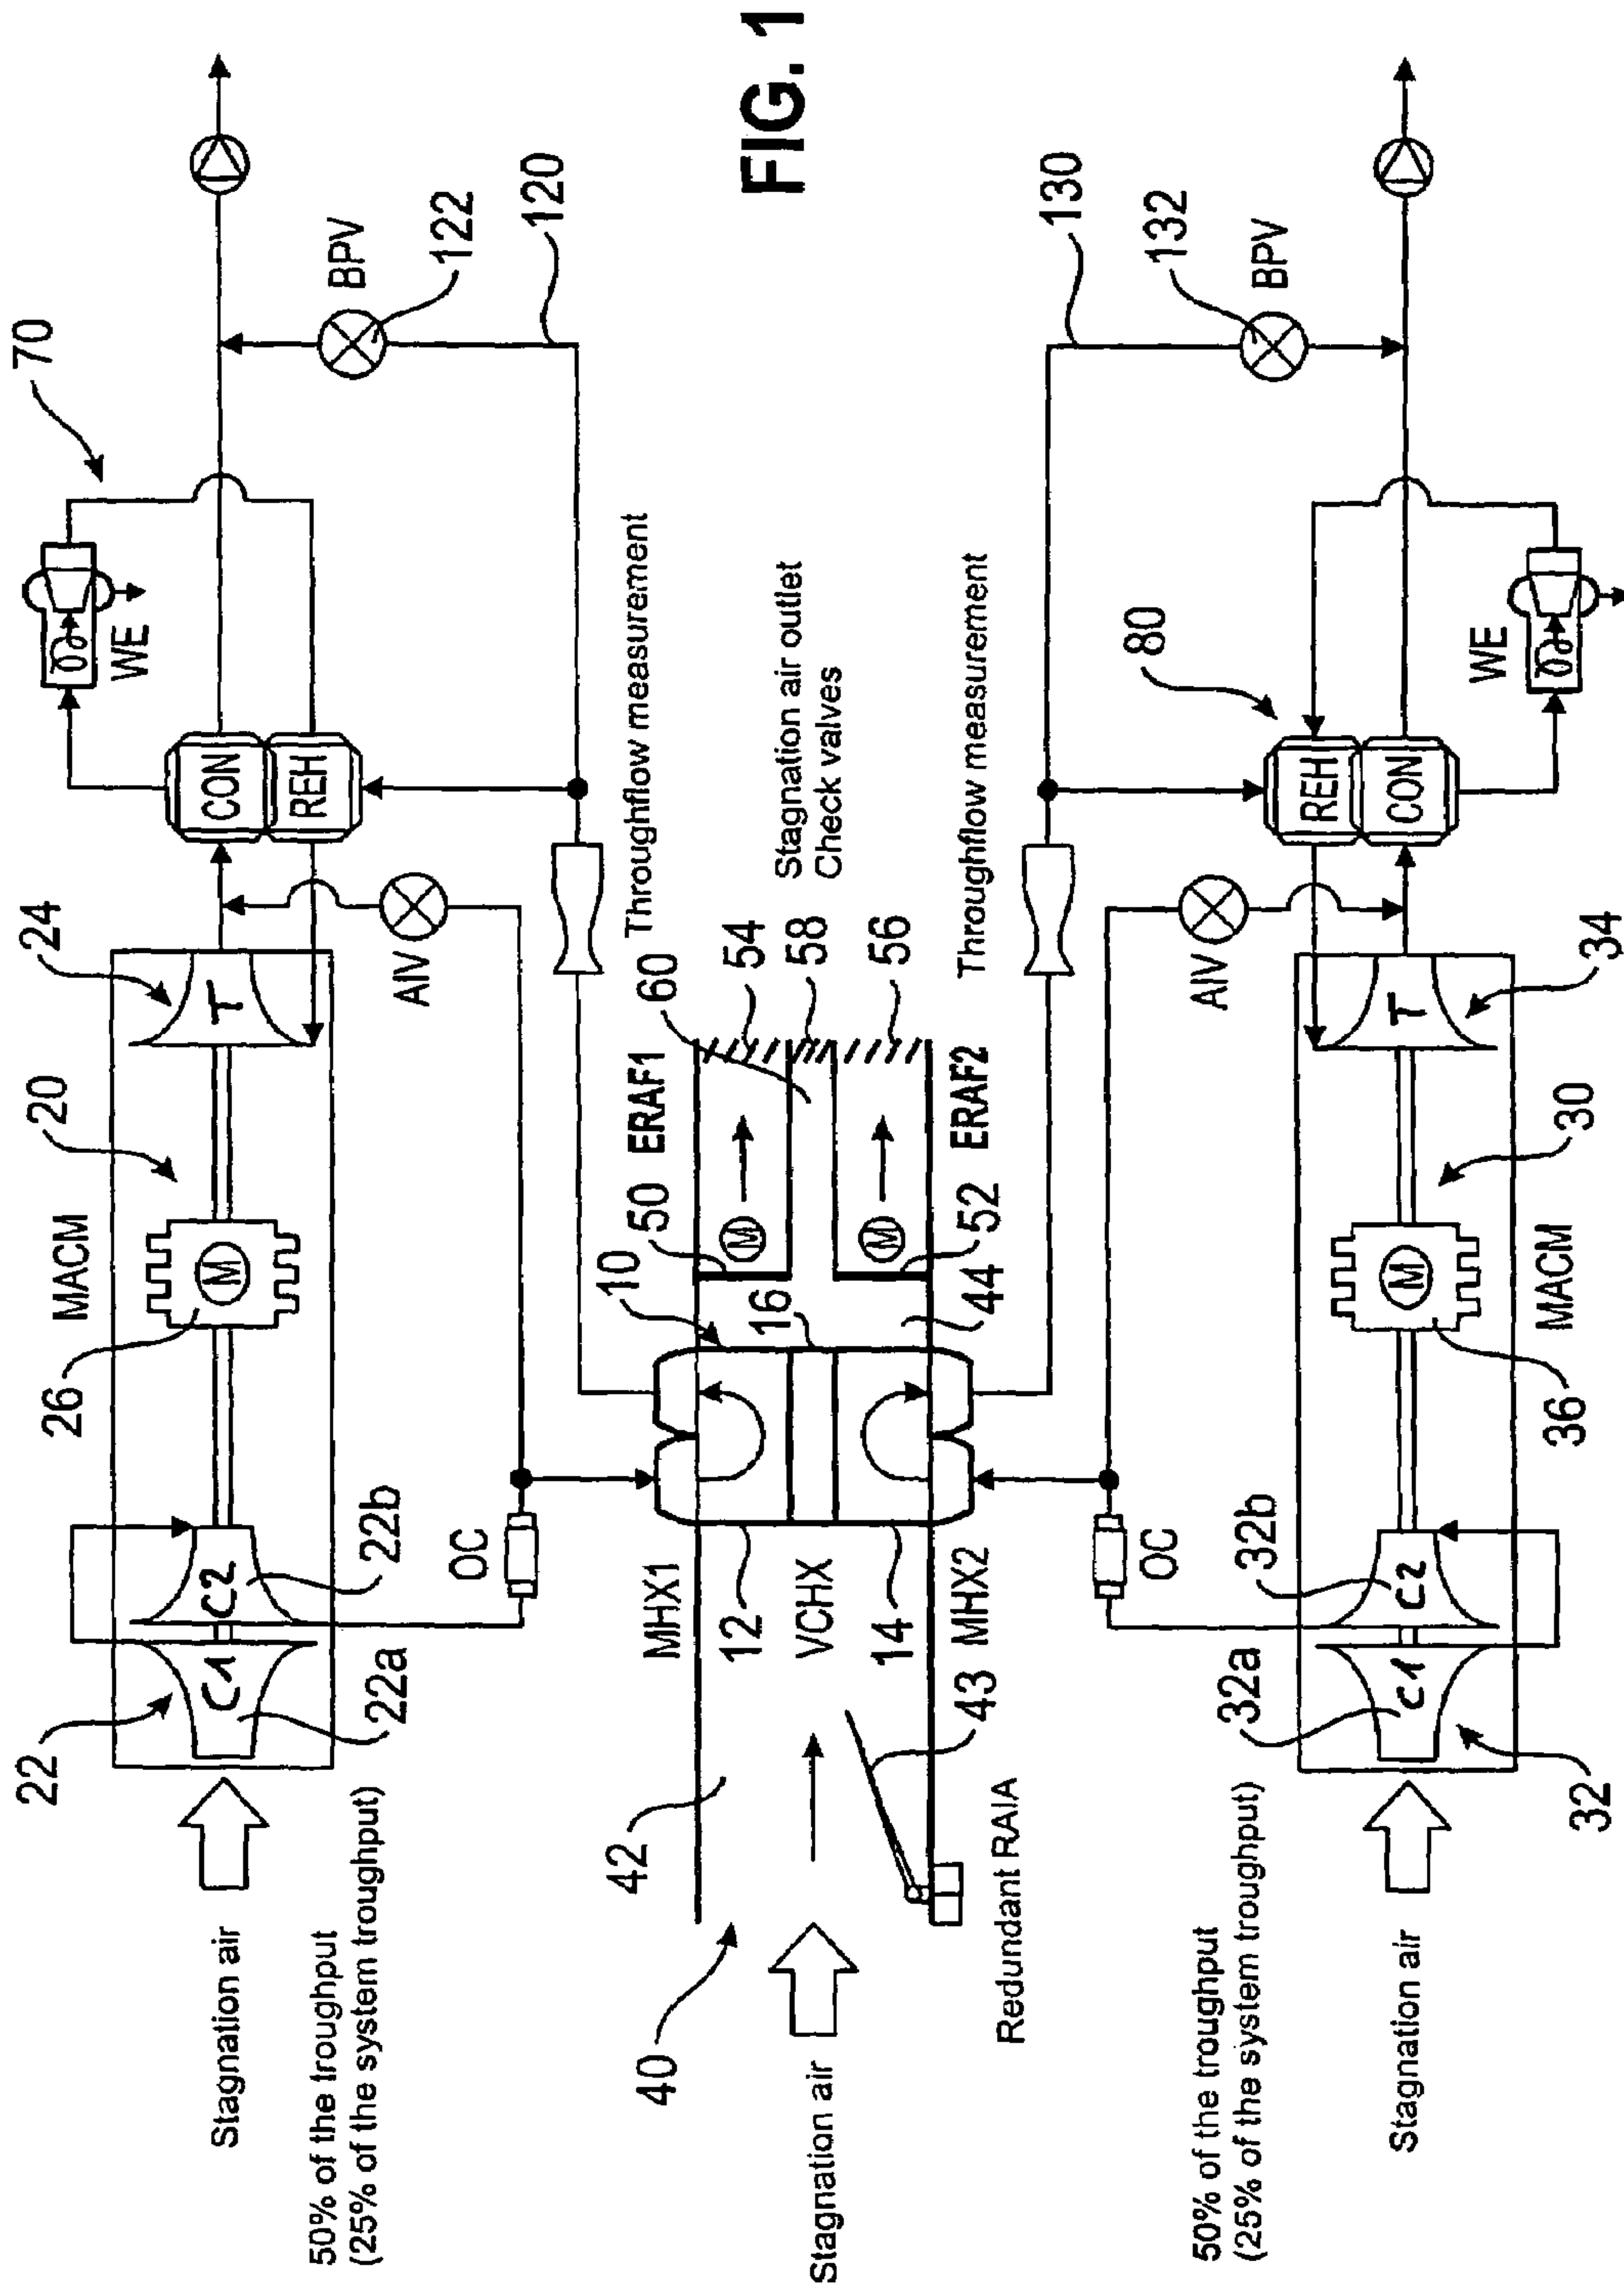 FIG. 1
70
WE
CON
REH
BPV
122
120
24
T
AIV
20
MACM
26
M
22
C1
C2
22a
22b
OC
Stagnation air
50% of the troughput
(25% of the system troughput)
Throughflow measurement
Stagnation air outlet
Check valves
60
54
58
56
50
ERAF1
M
M
52
ERAF2
10
16
44
MHX1
12
VCHX
14
MHX2
42
43
40
Stagnation air
Redundant RAIA
Throughflow measurement
130
132
BPV
80
REH
CON
WE
AIV
34
T
30
MACM
M
36
OC
32b
C2
32a
C1
32
50% of the troughput
(25% of the system troughput)
Stagnation air